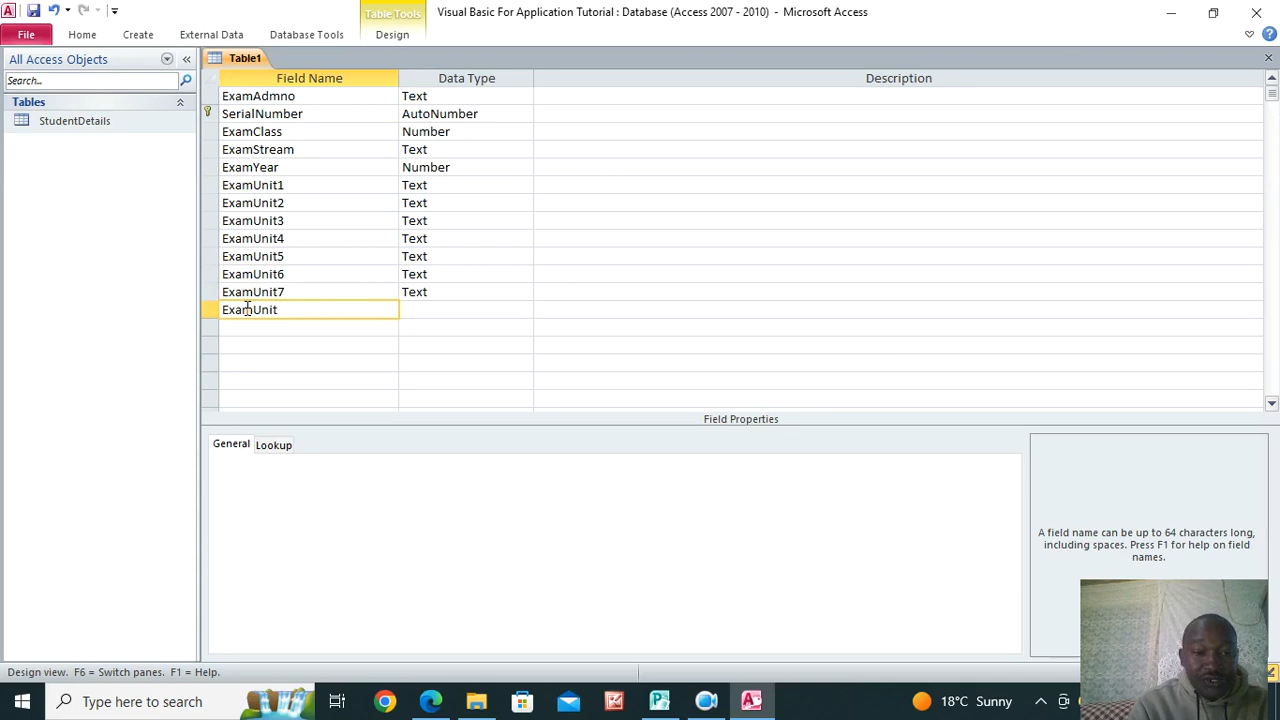 Table Tools
Visual Basic For Application Tutorial : Database (Access 2007 - 2010) - Microsoft Access
File
Home
Create
External Data
Database Tools
Design
All Access Objects
Table1
Search...
Tables
StudentDetails
Field Name Data Type Description
ExamAdmno Text
SerialNumber AutoNumber
ExamClass Number
ExamStream Text
ExamYear Number
ExamUnit1 Text
ExamUnit2 Text
ExamUnit3 Text
ExamUnit4 Text
ExamUnit5 Text
ExamUnit6 Text
ExamUnit7 Text
ExamUnit
Field Properties
General
Lookup
A field name can be up to 64 characters long,
including spaces. Press F1 for help on field
names.
Design view. F6 = Switch panes. F1 = Help.
Type here to search
18°C Sunny